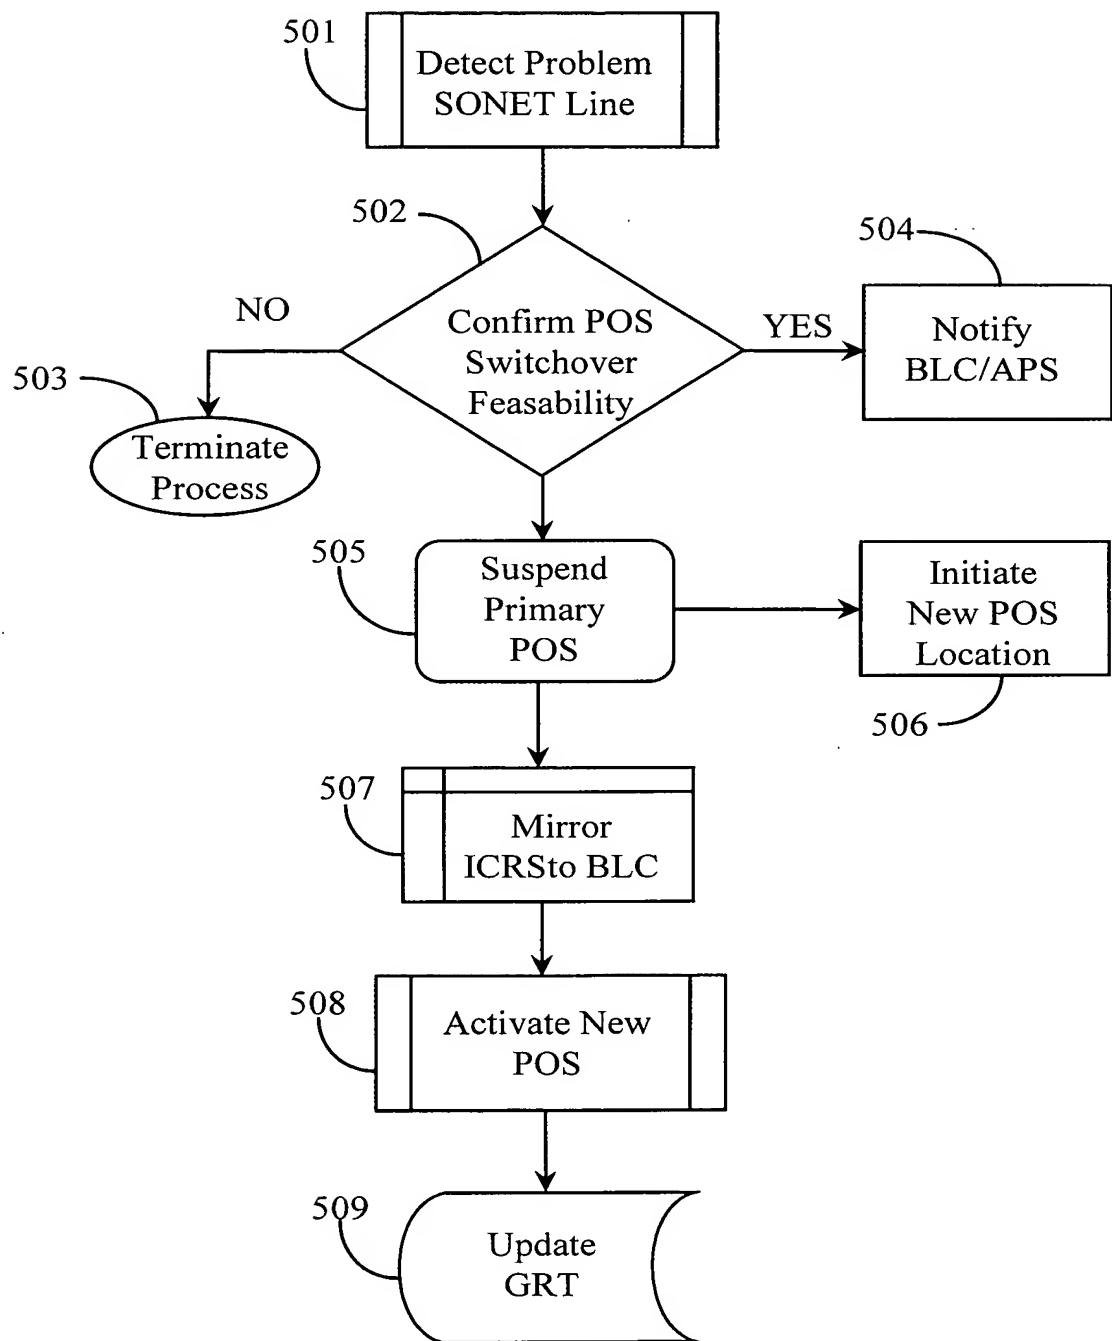 501
Detect Problem
SONET Line
502
504
NO
Confirm POS
Switchover
Feasability
YES
Notify
BLC/APS
503
Terminate
Process
505
Suspend
Primary
POS
Initiate
New POS
Location
506
507
Mirror
ICRSto BLC
508
Activate New
POS
509
Update
GRT